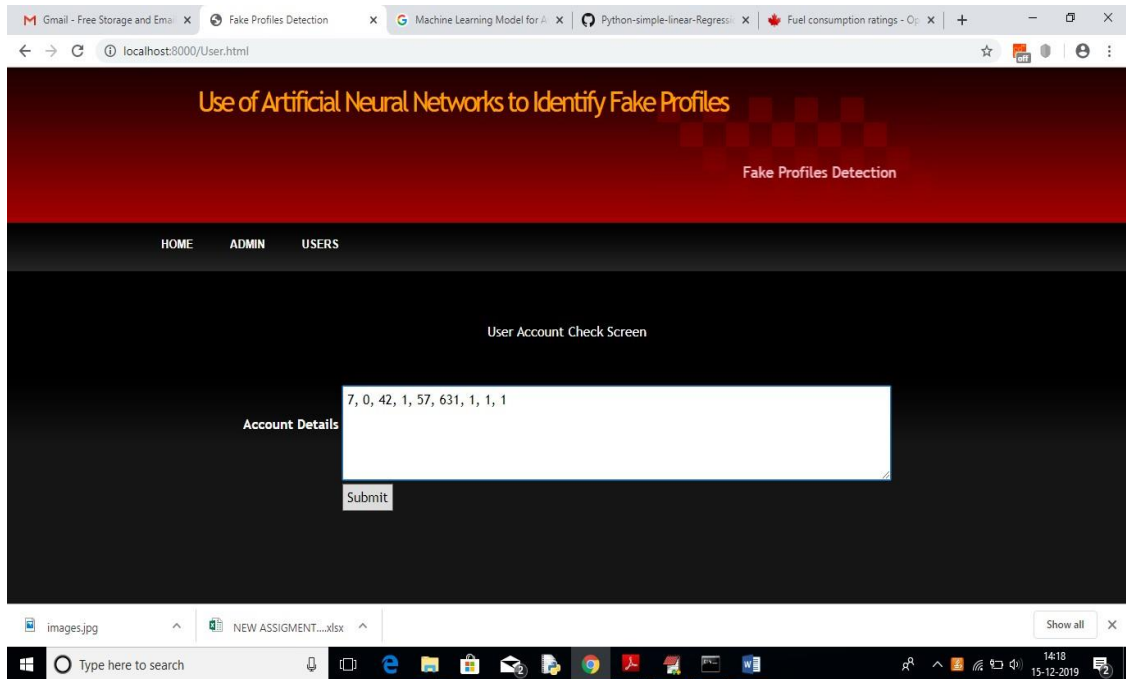 Gmail - Free Storage and Emai
Fake Profiles Detection
Machine Learning Model for A
Python-simple-linear-Regressi
Fuel consumption ratings - Op
localhost:8000/User.html
off
Use of Artificial Neural Networks to Identify Fake Profiles
Fake Profiles Detection
HOME ADMIN USERS
User Account Check Screen
Account Details
7, 0, 42, 1, 57, 631, 1, 1, 1
Submit
images.jpg
NEW ASSIGMENT....xlsx
Show all
Type here to search
14:18
15-12-2019